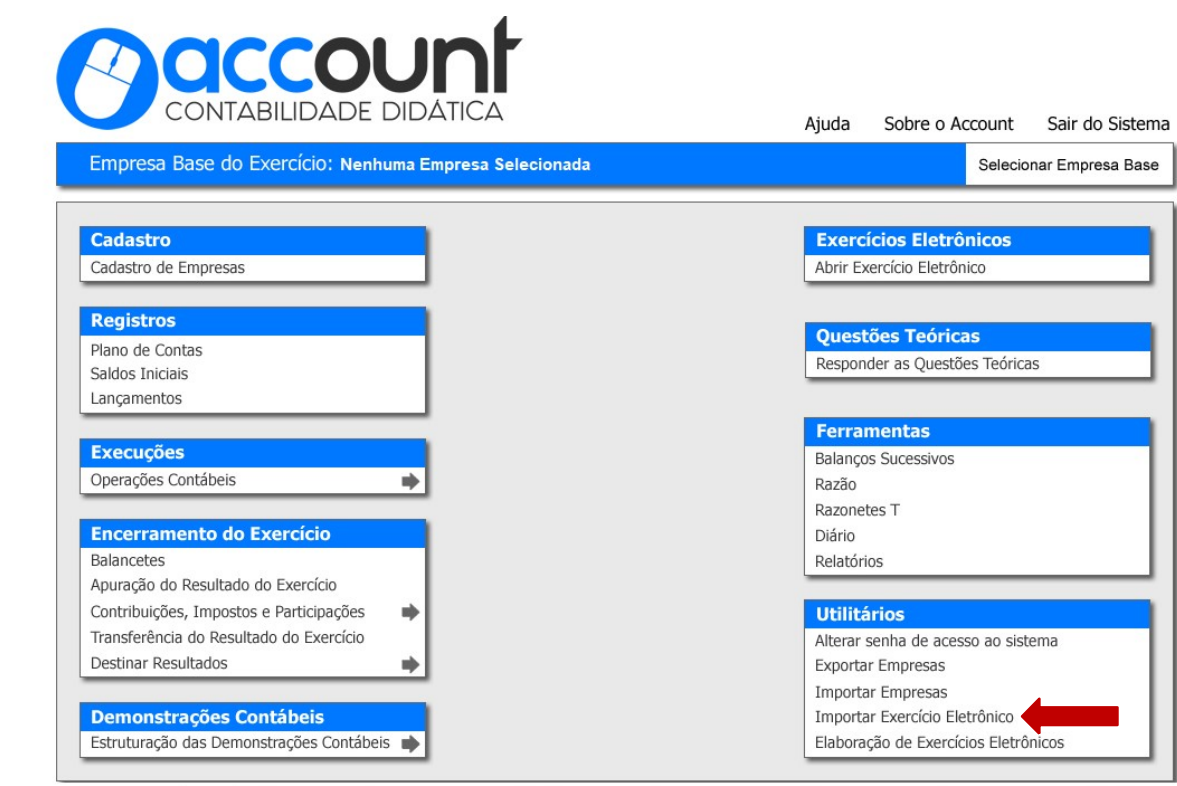 account
CONTABILIDADE DIDÁTICA
Ajuda Sobre o Account Sair do Sistema
Empresa Base do Exercício: Nenhuma Empresa Selecionada
Selecionar Empresa Base
Cadastro
Cadastro de Empresas
Registros
Plano de Contas
Saldos Iniciais
Lançamentos
Execuções
Operações Contábeis
Encerramento do Exercício
Balancetes
Apuração do Resultado do Exercício
Contribuições, Impostos e Participações
Transferência do Resultado do Exercício
Destinar Resultados
Demonstrações Contábeis
Estruturação das Demonstrações Contábeis
Exercícios Eletrônicos
Abrir Exercício Eletrônico
Questões Teóricas
Responder as Questões Teóricas
Ferramentas
Balanços Sucessivos
Razão
Razonetes T
Diário
Relatórios
Utilitários
Alterar senha de acesso ao sistema
Exportar Empresas
Importar Empresas
Importar Exercício Eletrônico
Elaboração de Exercícios Eletrônicos